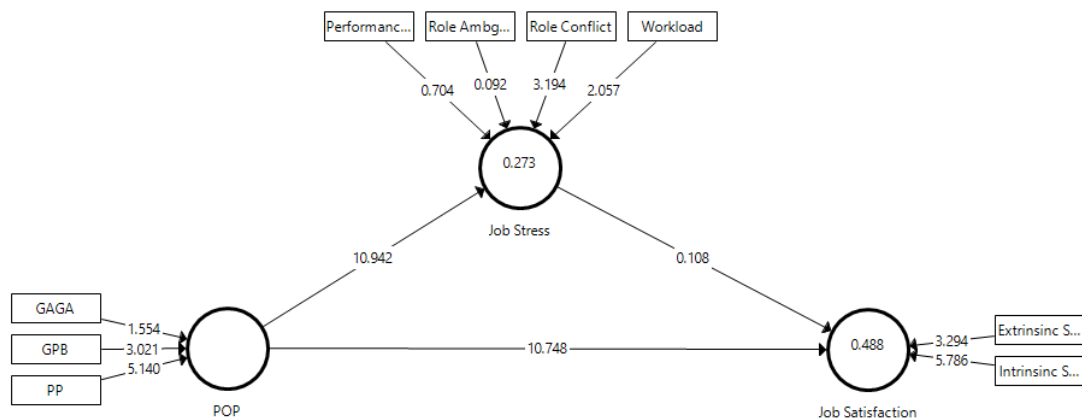 Performanc...
Role Ambg...
Role Conflict
Workload
0.704
0.092
3.194
2.057
0.273
Job Stress
10.942
0.108
GAGA
1.554
GPB
3.021
PP
5.140
POP
10.748
0.488
Job Satisfaction
3.294
Extrinsinc S...
5.786
Intrinsinc S...